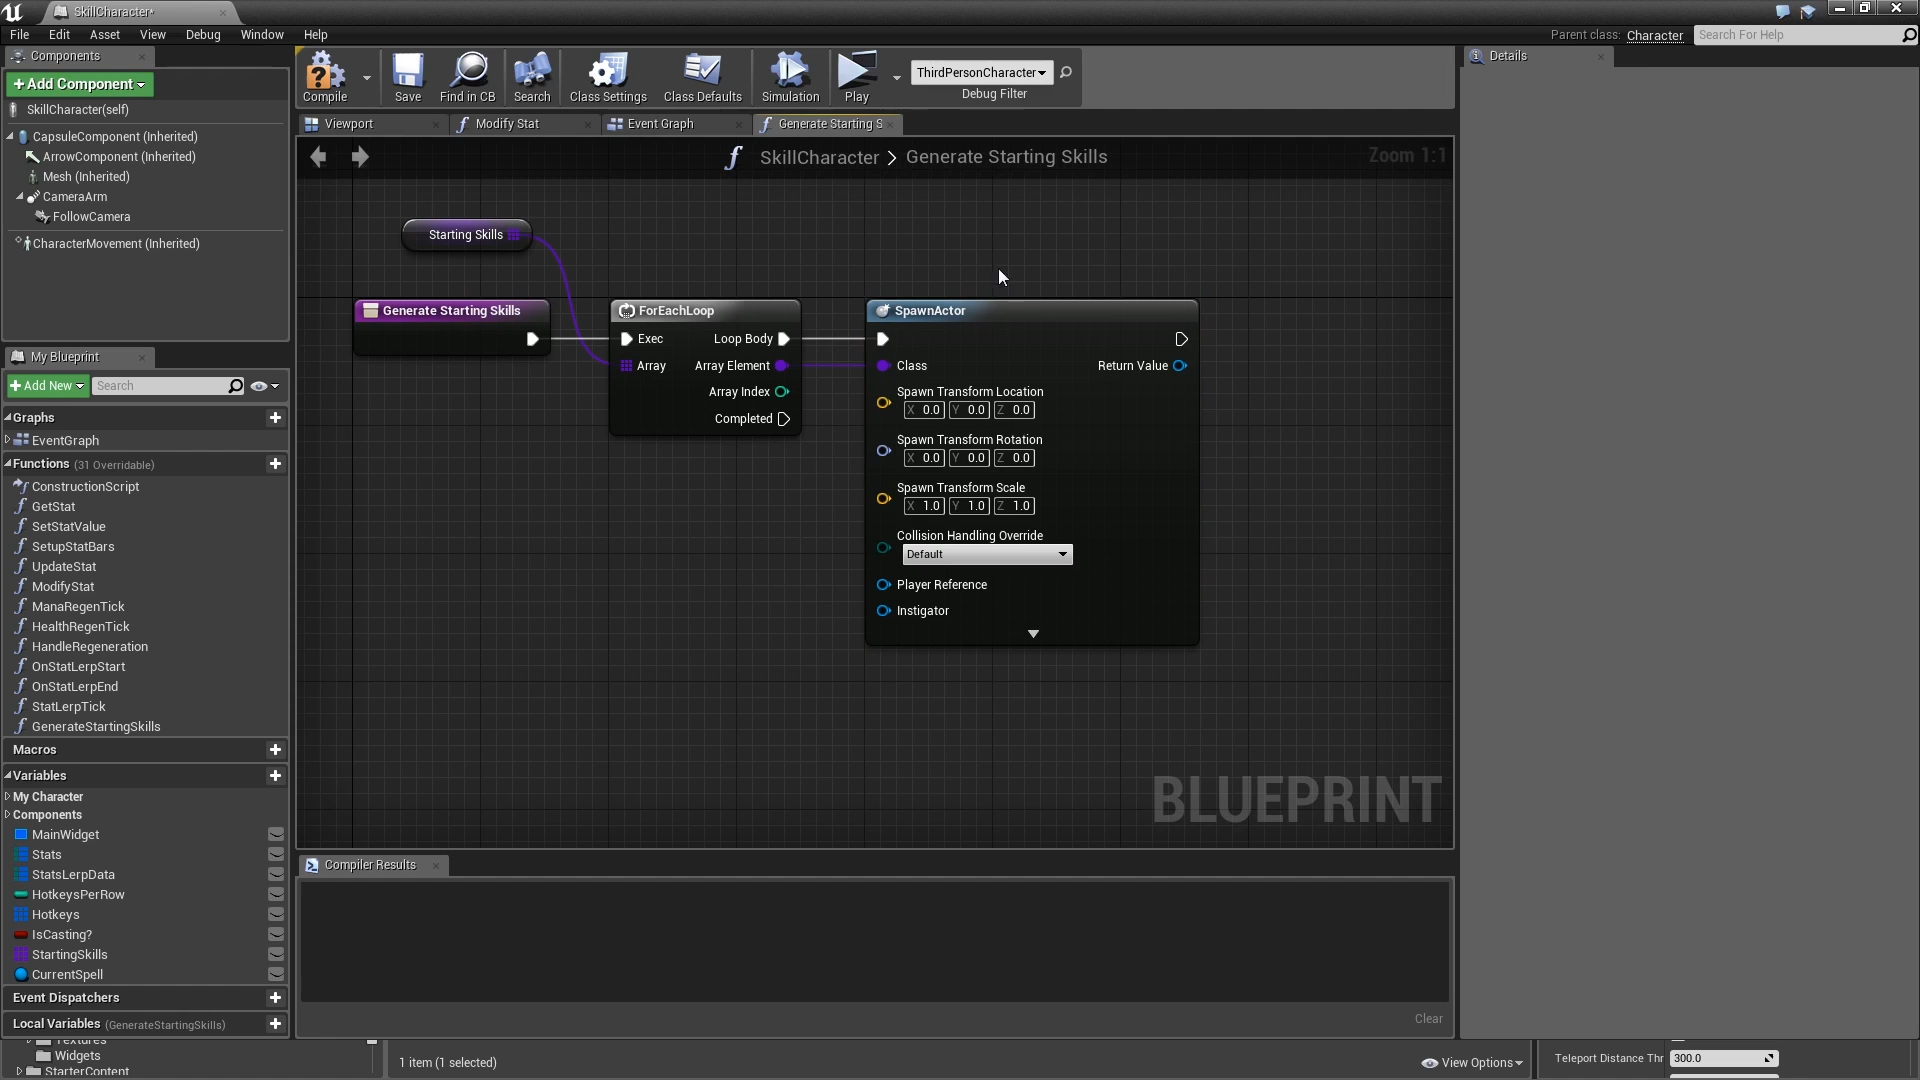 SkillCharacter*
File Edit Asset View Debug Window Help
Parent class: Character Search For Help
Components
+Add Component
SkillCharacter(self)
CapsuleComponent (Inherited)
ArrowComponent (Inherited)
Mesh (Inherited)
CameraArm
FollowCamera
CharacterMovement (Inherited)
My Blueprint
+Add New Search
Graphs
EventGraph
Functions (31 Overridable)
ConstructionScript
GetStat
SetStatValue
SetupStatBars
UpdateStat
ModifyStat
ManaRegenTick
HealthRegenTick
HandleRegeneration
OnStatLerpStart
OnStatLerpEnd
StatLerpTick
GenerateStartingSkills
Macros
Variables
My Character
Components
MainWidget
Stats
StatsLerpData
HotkeysPerRow
Hotkeys
IsCasting?
StartingSkills
CurrentSpell
Event Dispatchers
Local Variables (GenerateStartingSkills)
Textures
Widgets
StarterContent
Compile Save Find in CB Search Class Settings Class Defaults Simulation Play
ThirdPersonCharacter
Debug Filter
Viewport Modify Stat Event Graph Generate Starting S
SkillCharacter > Generate Starting Skills
Zoom 1:1
Starting Skills
Generate Starting Skills
ForEachLoop
Exec Loop Body
Array Array Element
Array Index
Completed
SpawnActor
Class Return Value
Spawn Transform Location
X 0.0 Y 0.0 Z 0.0
Spawn Transform Rotation
X 0.0 Y 0.0 Z 0.0
Spawn Transform Scale
X 1.0 Y 1.0 Z 1.0
Collision Handling Override
Default
Player Reference
Instigator
BLUEPRINT
Compiler Results
Clear
1 item (1 selected)
View Options
Details
Teleport Distance Thr 300.0